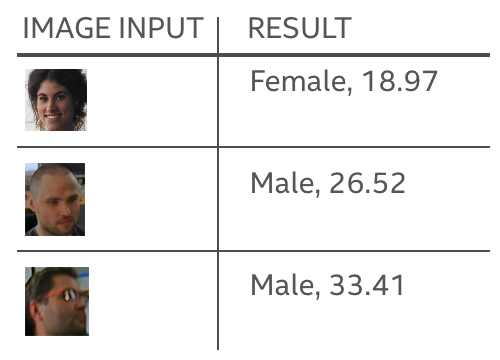 IMAGE INPUT RESULT
Female, 18.97
Male, 26.52
Male, 33.41